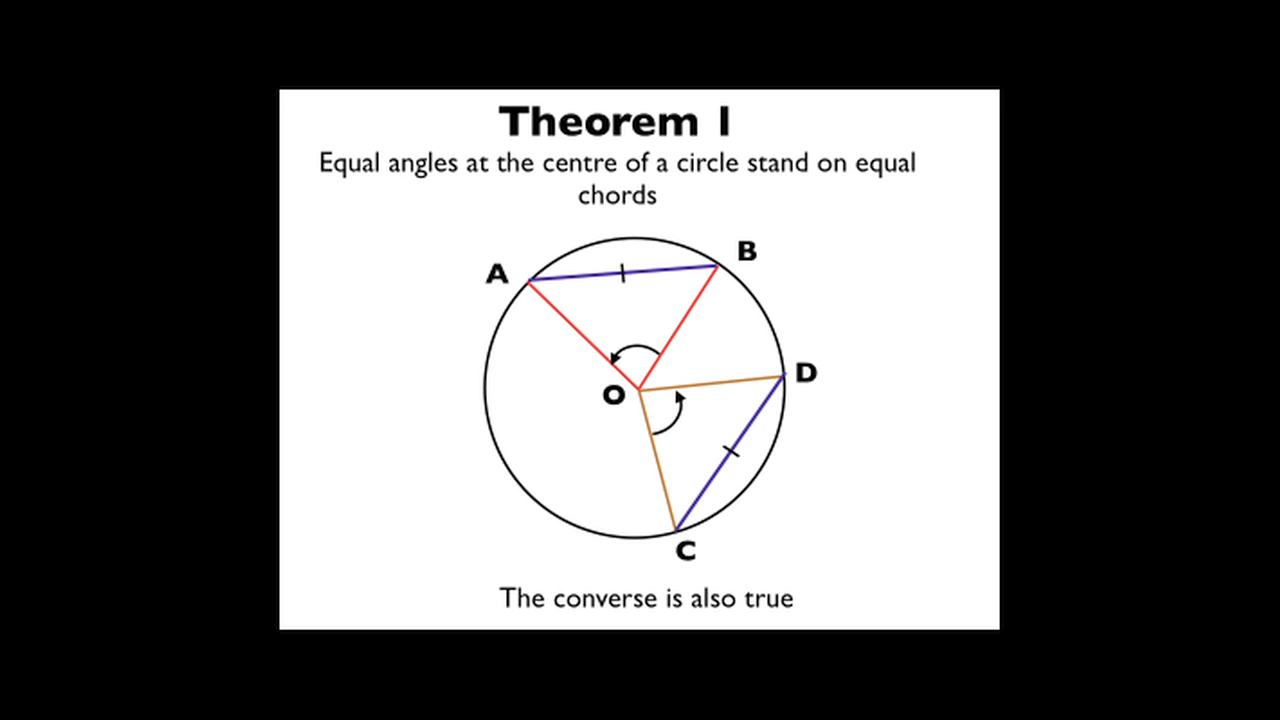 Theorem 1
Equal angles at the centre of a circle stand on equal
chords
B
A
D
O
C
The converse is also true